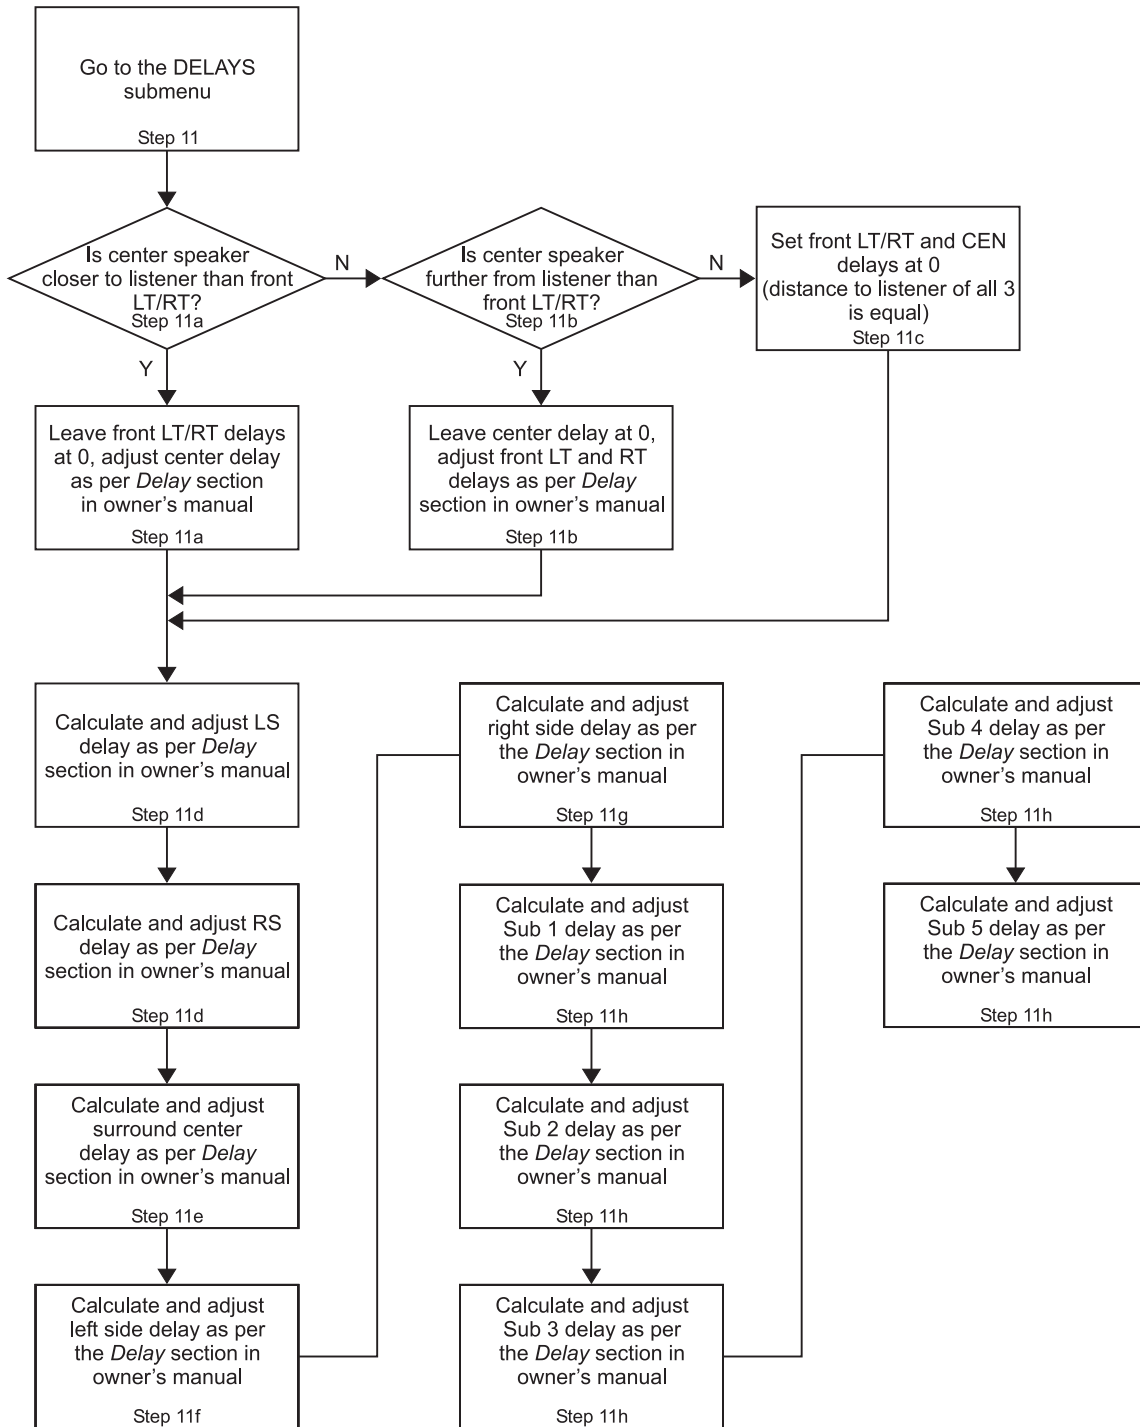 Go to the DELAYS
submenu
Step 11
Is center speaker
closer to listener than front
LT/RT?
Step 11a
N
Y
Is center speaker
further from listener than
front LT/RT?
Step 11b
N
Y
Set front LT/RT and CEN
delays at 0
(distance to listener of all 3
is equal)
Step 11c
Leave front LT/RT delays
at 0, adjust center delay
as per Delay section
in owner’s manual
Step 11a
Leave center delay at 0,
adjust front LT and RT
delays as per Delay
section in owner’s manual
Step 11b
Calculate and adjust LS
delay as per Delay
section in owner’s manual
Step 11d
Calculate and adjust RS
delay as per Delay
section in owner’s manual
Step 11d
Calculate and adjust
surround center
delay as per Delay
section in owner’s manual
Step 11e
Calculate and adjust
left side delay as per
the Delay section in
owner’s manual
Step 11f
Calculate and adjust
right side delay as per
the Delay section in
owner’s manual
Step 11g
Calculate and adjust
Sub 1 delay as per
the Delay section in
owner’s manual
Step 11h
Calculate and adjust
Sub 2 delay as per
the Delay section in
owner’s manual
Step 11h
Calculate and adjust
Sub 3 delay as per
the Delay section in
owner’s manual
Step 11h
Calculate and adjust
Sub 4 delay as per
the Delay section in
owner’s manual
Step 11h
Calculate and adjust
Sub 5 delay as per
the Delay section in
owner’s manual
Step 11h